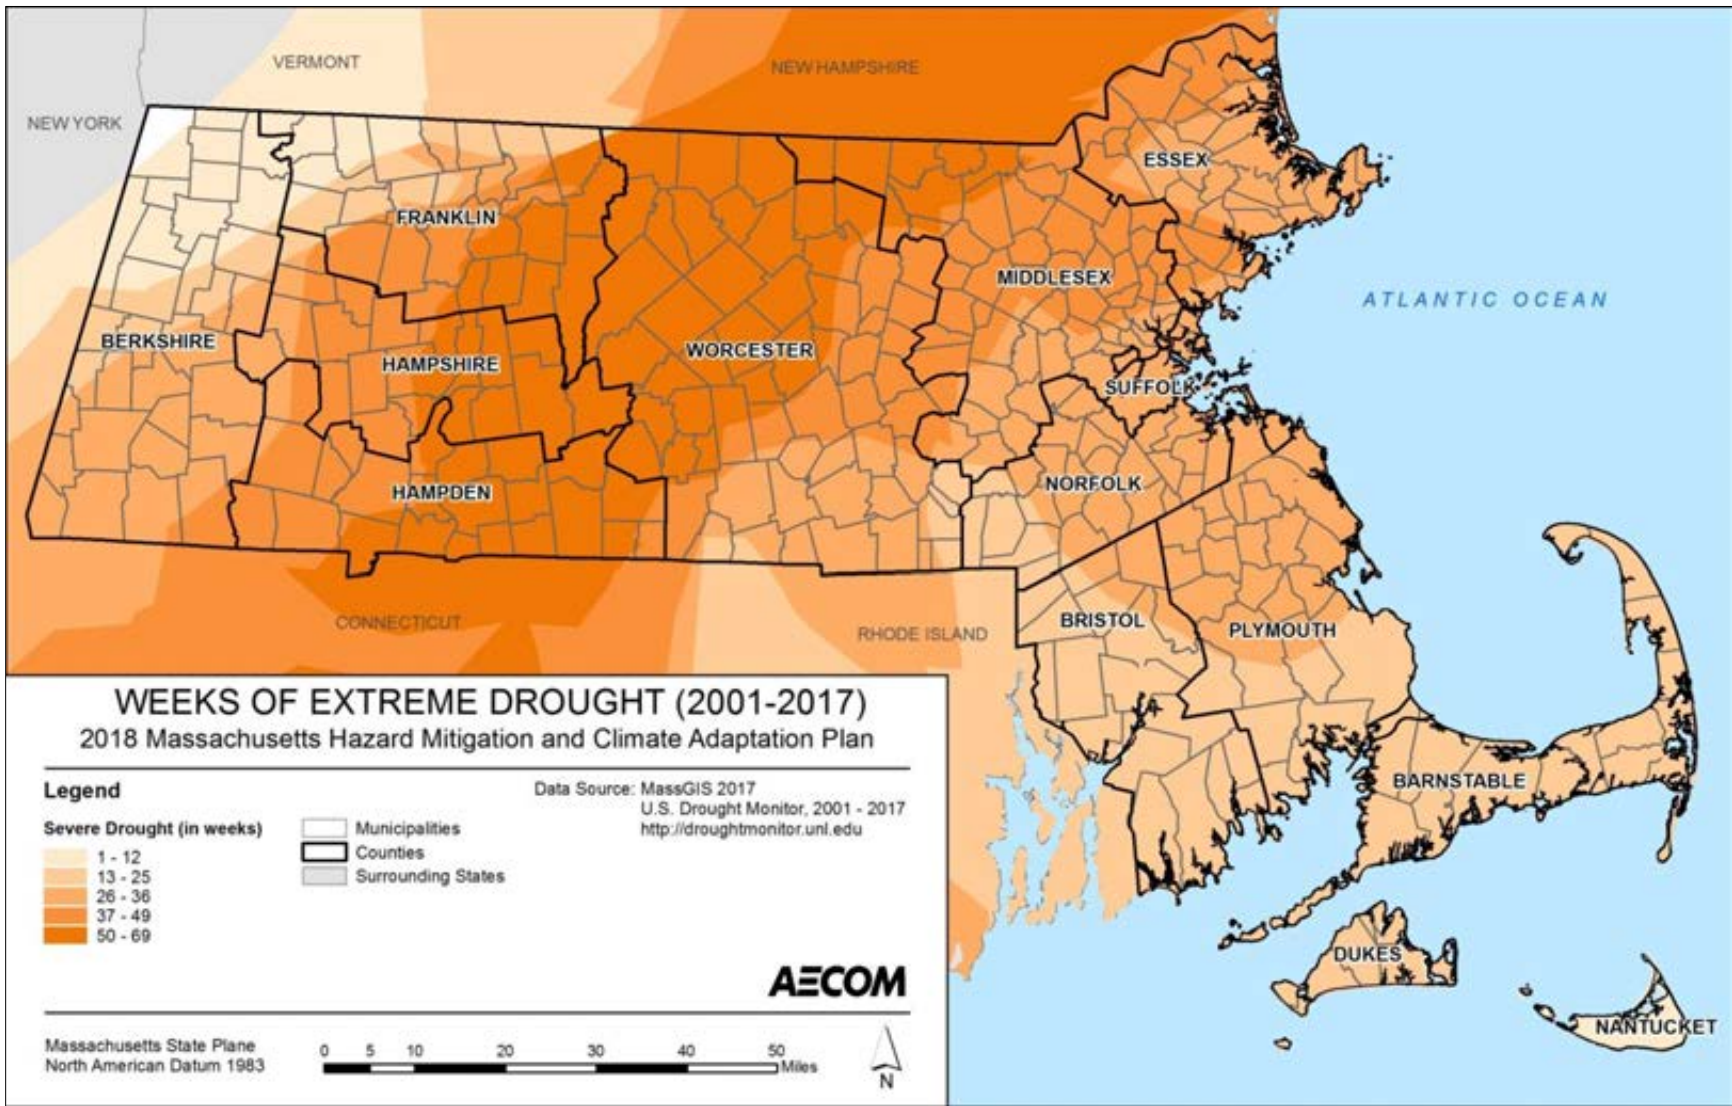 VERMONT
NEW HAMPSHIRE
NEW YORK
ESSEX
FRANKLIN
MIDDLESEX
ATLANTIC OCEAN
BERKSHIRE
HAMPSHIRE
WORCESTER
SUFFOLK
HAMPDEN
NORFOLK
CONNECTICUT
RHODE ISLAND
BRISTOL
PLYMOUTH
BARNSTABLE
DUKES
NANTUCKET
WEEKS OF EXTREME DROUGHT (2001-2017)
2018 Massachusetts Hazard Mitigation and Climate Adaptation Plan
Legend
Severe Drought (in weeks)
1 - 12
13 - 25
26 - 36
37 - 49
50 - 69
Municipalities
Counties
Surrounding States
Data Source: MassGIS 2017
U.S. Drought Monitor, 2001 - 2017
http://droughtmonitor.unl.edu
AECOM
Massachusetts State Plane
North American Datum 1983
0 5 10 20 30 40 50
Miles
N